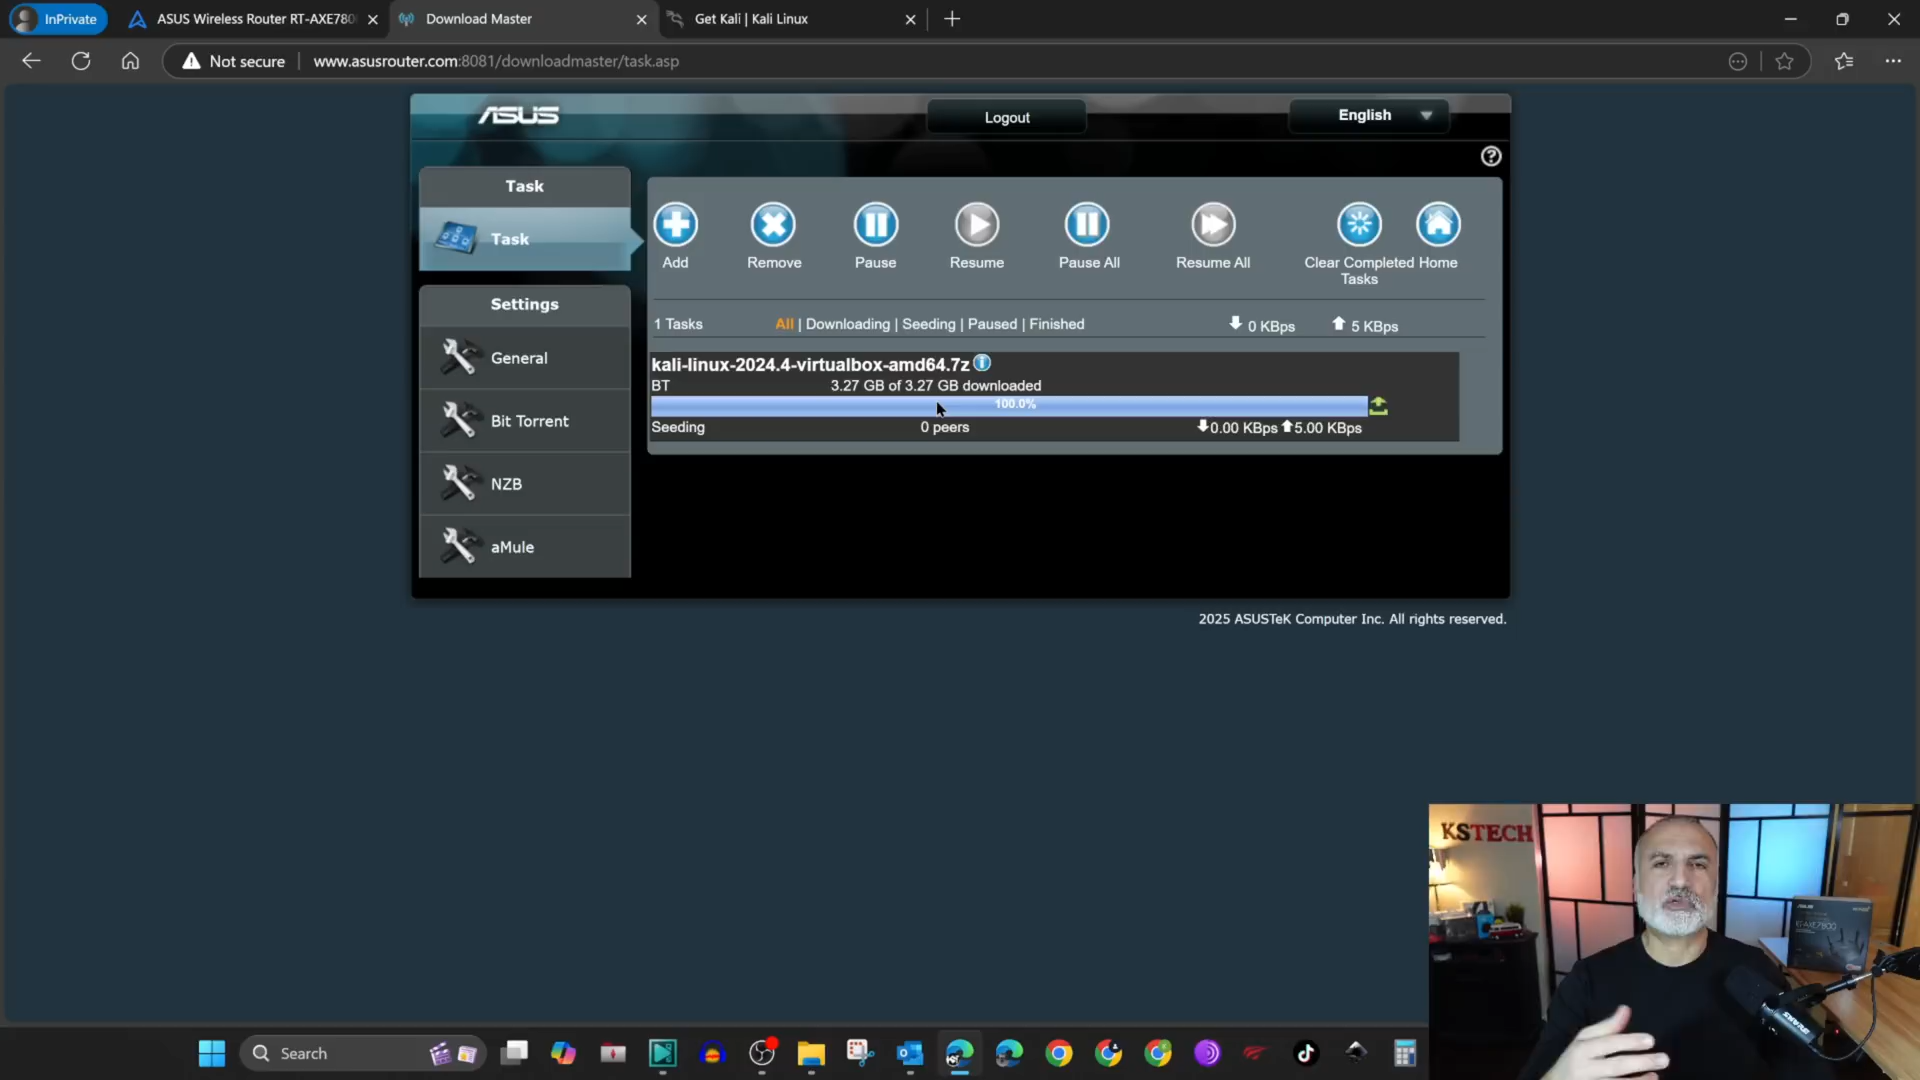 InPrivate
ASUS Wireless Router RT-AXE780
Download Master
Get Kali | Kali Linux
Not secure
www.asusrouter.com:8081/downloadmaster/task.asp
ASUS
Logout
English
Task
Task
Settings
General
Bit Torrent
NZB
aMule
Add
Remove
Pause
Resume
Pause All
Resume All
Clear Completed Tasks
Home
1 Tasks
All | Downloading | Seeding | Paused | Finished
0 KBps
5 KBps
kali-linux-2024.4-virtualbox-amd64.7z
BT
3.27 GB of 3.27 GB downloaded
100.0%
Seeding
0 peers
0.00 KBps
5.00 KBps
2025 ASUSTeK Computer Inc. All rights reserved.
KSTECH
ASUS
RT-AXE7800
Search